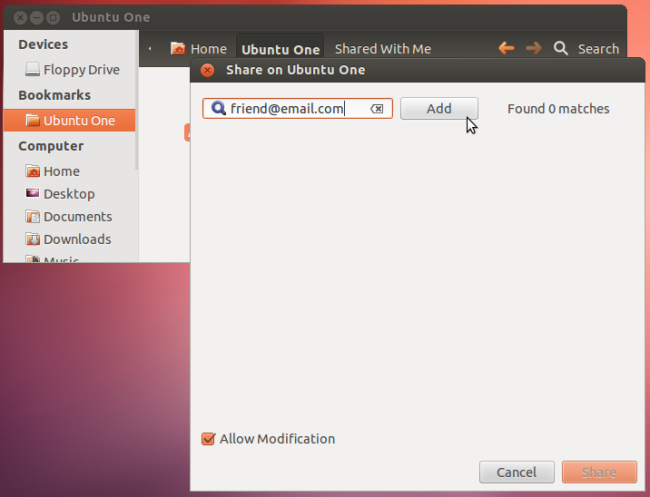 Ubuntu One
Devices
Floppy Drive
Bookmarks
Ubuntu One
Computer
Home
Desktop
Documents
Downloads
Music
Home Ubuntu One Shared With Me Search
Share on Ubuntu One
friend@email.com Add Found 0 matches
Allow Modification
Cancel Share